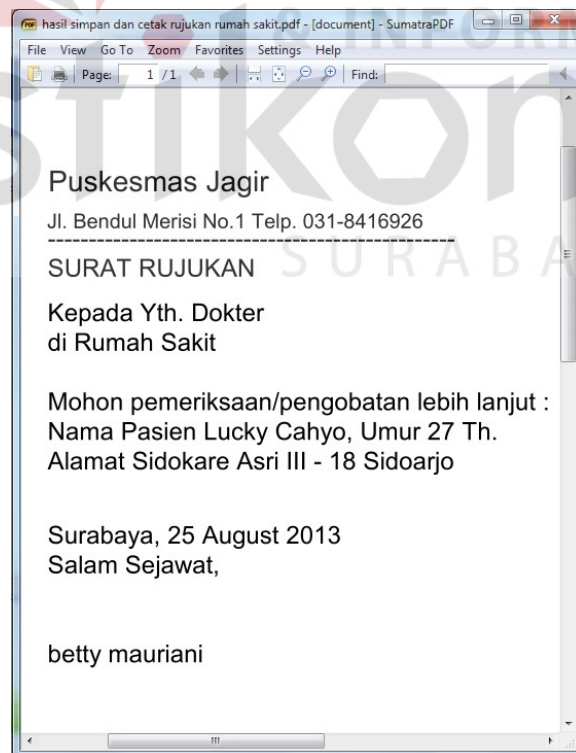 hasil simpan dan cetak rujukan rumah sakit.pdf - [document] - SumatraPDF
File View Go To Zoom Favorites Settings Help
Page: 1 / 1 Find:
& INFORM
stikom
SURABA
Puskesmas Jagir
Jl. Bendul Merisi No.1 Telp. 031-8416926
--------------------------------------------------
SURAT RUJUKAN
Kepada Yth. Dokter
di Rumah Sakit
Mohon pemeriksaan/pengobatan lebih lanjut :
Nama Pasien Lucky Cahyo, Umur 27 Th.
Alamat Sidokare Asri III - 18 Sidoarjo
Surabaya, 25 August 2013
Salam Sejawat,
betty mauriani